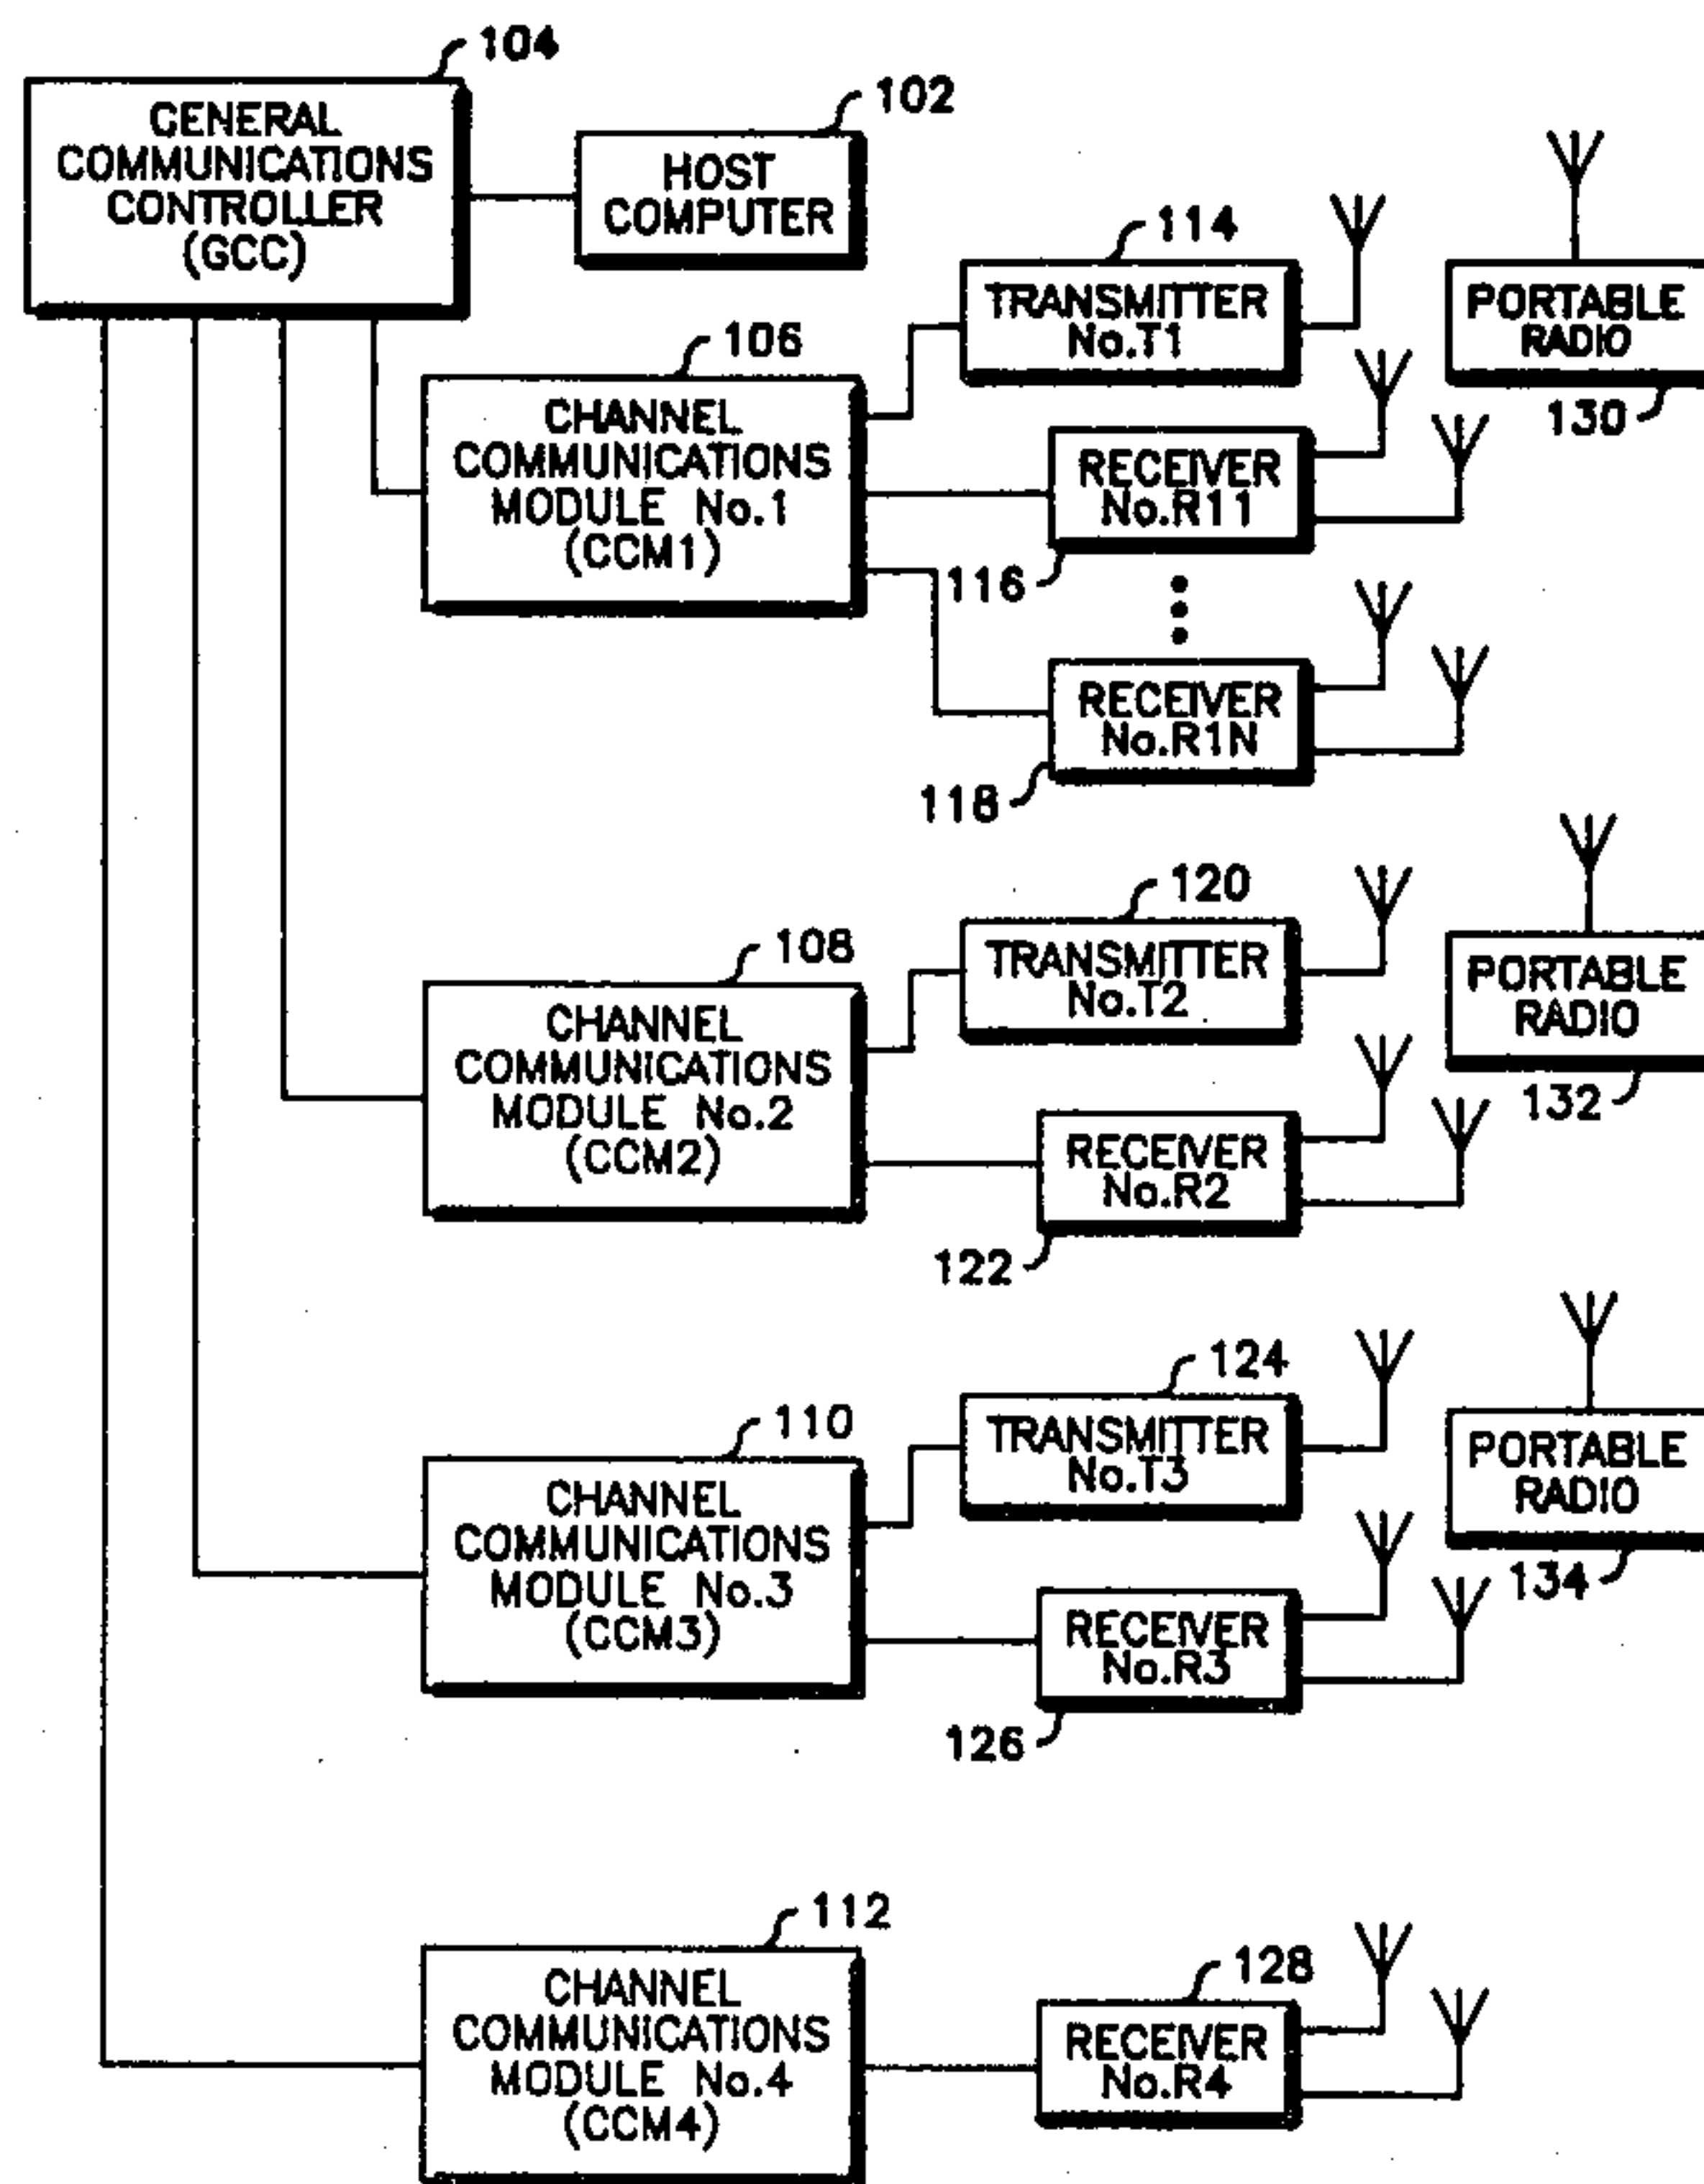 104
GENERAL
COMMUNICATIONS
CONTROLLER
(GCC)
102
HOST
COMPUTER
114
TRANSMITTER
No.T1
PORTABLE
RADIO
130
106
CHANNEL
COMMUNICATIONS
MODULE No.1
(CCM1)
RECEIVER
No.R11
116
RECEIVER
No.R1N
118
120
TRANSMITTER
No.T2
PORTABLE
RADIO
132
108
CHANNEL
COMMUNICATIONS
MODULE No.2
(CCM2)
RECEIVER
No.R2
122
124
TRANSMITTER
No.T3
PORTABLE
RADIO
134
110
CHANNEL
COMMUNICATIONS
MODULE No.3
(CCM3)
RECEIVER
No.R3
126
112
CHANNEL
COMMUNICATIONS
MODULE No.4
(CCM4)
128
RECEIVER
No.R4